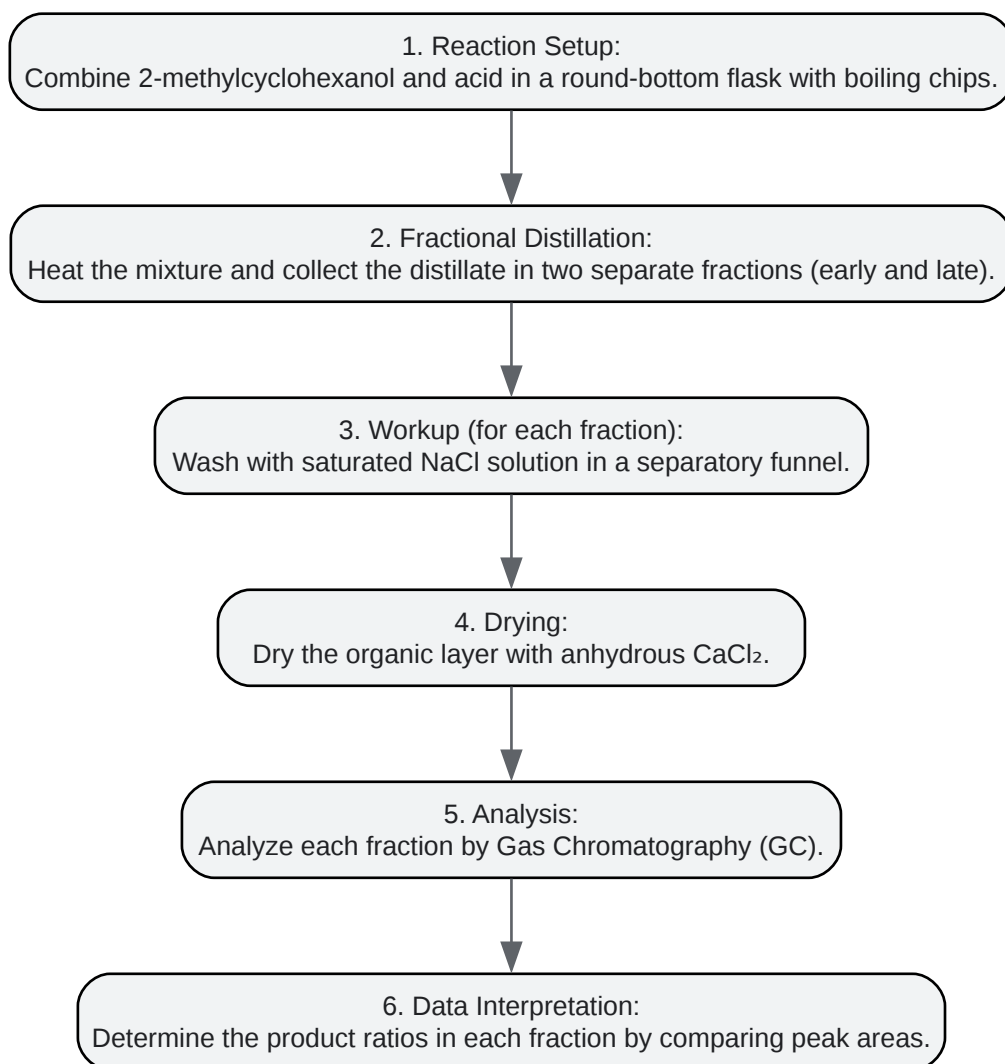 1. Reaction Setup:
Combine 2-methylcyclohexanol and acid in a round-bottom flask with boiling chips.
2. Fractional Distillation:
Heat the mixture and collect the distillate in two separate fractions (early and late).
3. Workup (for each fraction):
Wash with saturated NaCl solution in a separatory funnel.
4. Drying:
Dry the organic layer with anhydrous CaCl₂.
5. Analysis:
Analyze each fraction by Gas Chromatography (GC).
6. Data Interpretation:
Determine the product ratios in each fraction by comparing peak areas.